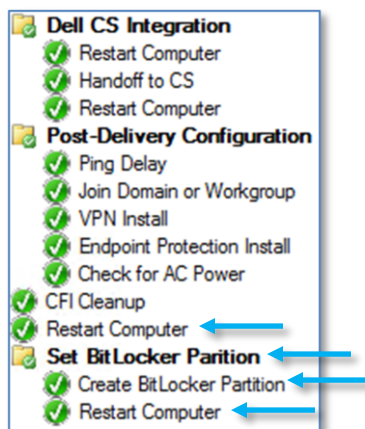 Dell CS Integration
Restart Computer
Handoff to CS
Restart Computer
Post-Delivery Configuration
Ping Delay
Join Domain or Workgroup
VPN Install
Endpoint Protection Install
Check for AC Power
CFI Cleanup
Restart Computer
Set BitLocker Parition
Create BitLocker Partition
Restart Computer